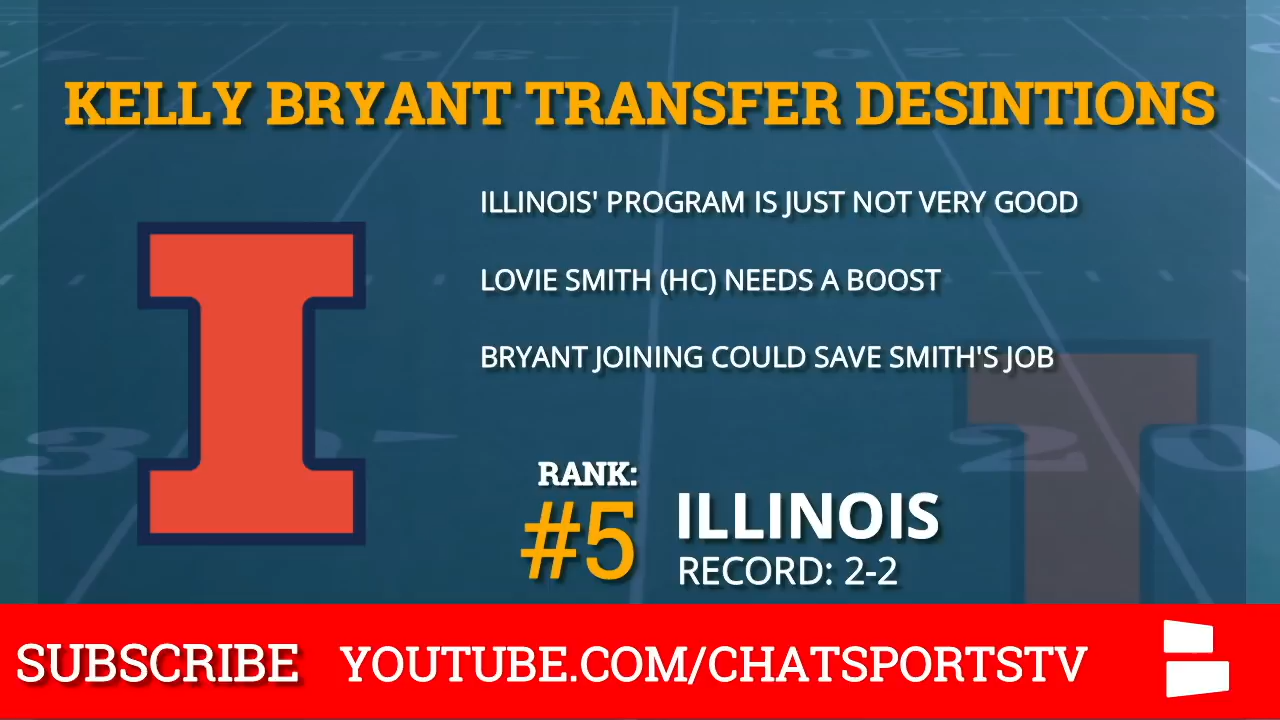 KELLY BRYANT TRANSFER DESINTIONS
ILLINOIS' PROGRAM IS JUST NOT VERY GOOD
LOVIE SMITH (HC) NEEDS A BOOST
BRYANT JOINING COULD SAVE SMITH'S JOB
RANK:
#5
ILLINOIS
RECORD: 2-2
SUBSCRIBE YOUTUBE.COM/CHATSPORTSTV